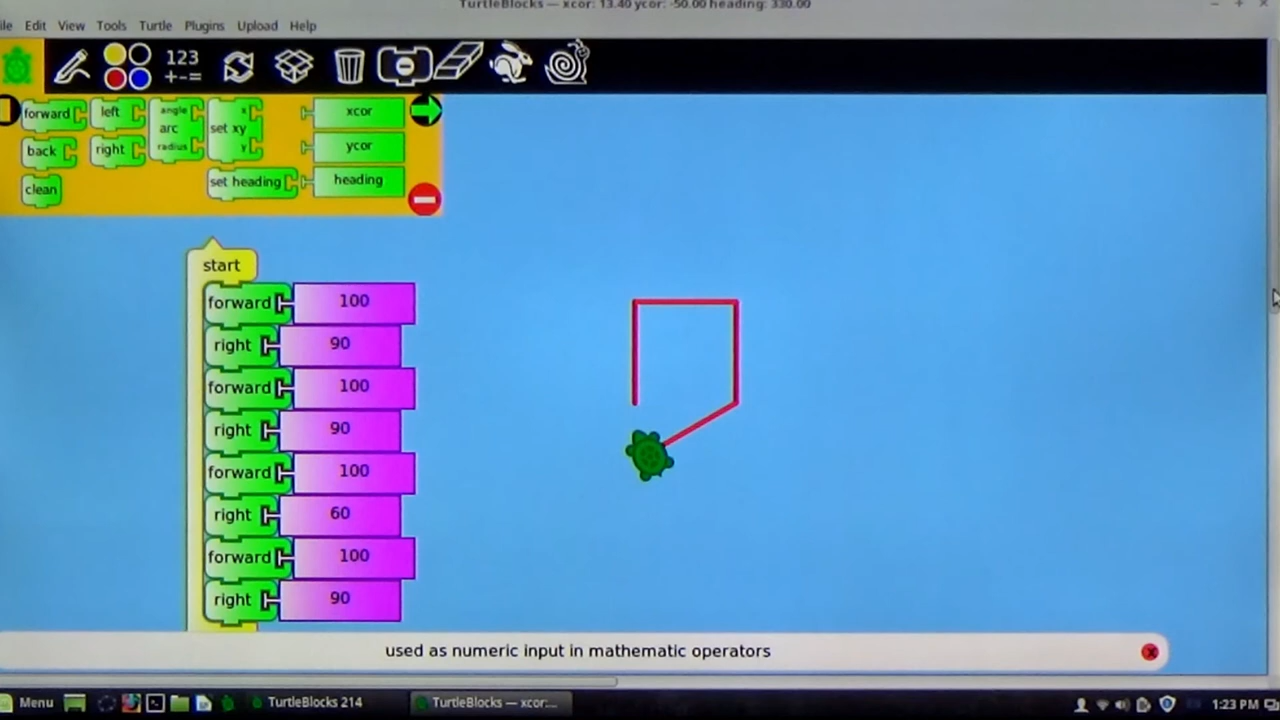 TurtleBlocks — xcor: 13.40 ycor: -50.00 heading: 330.00
ile Edit View Tools Turtle Plugins Upload Help
123
+-=
forward left angle arc radius set xy x y xcor
back right ycor
clean set heading heading
start
forward 100
right 90
forward 100
right 90
forward 100
right 60
forward 100
right 90
used as numeric input in mathematic operators
Menu TurtleBlocks 214 TurtleBlocks — xcor:... 1:23 PM